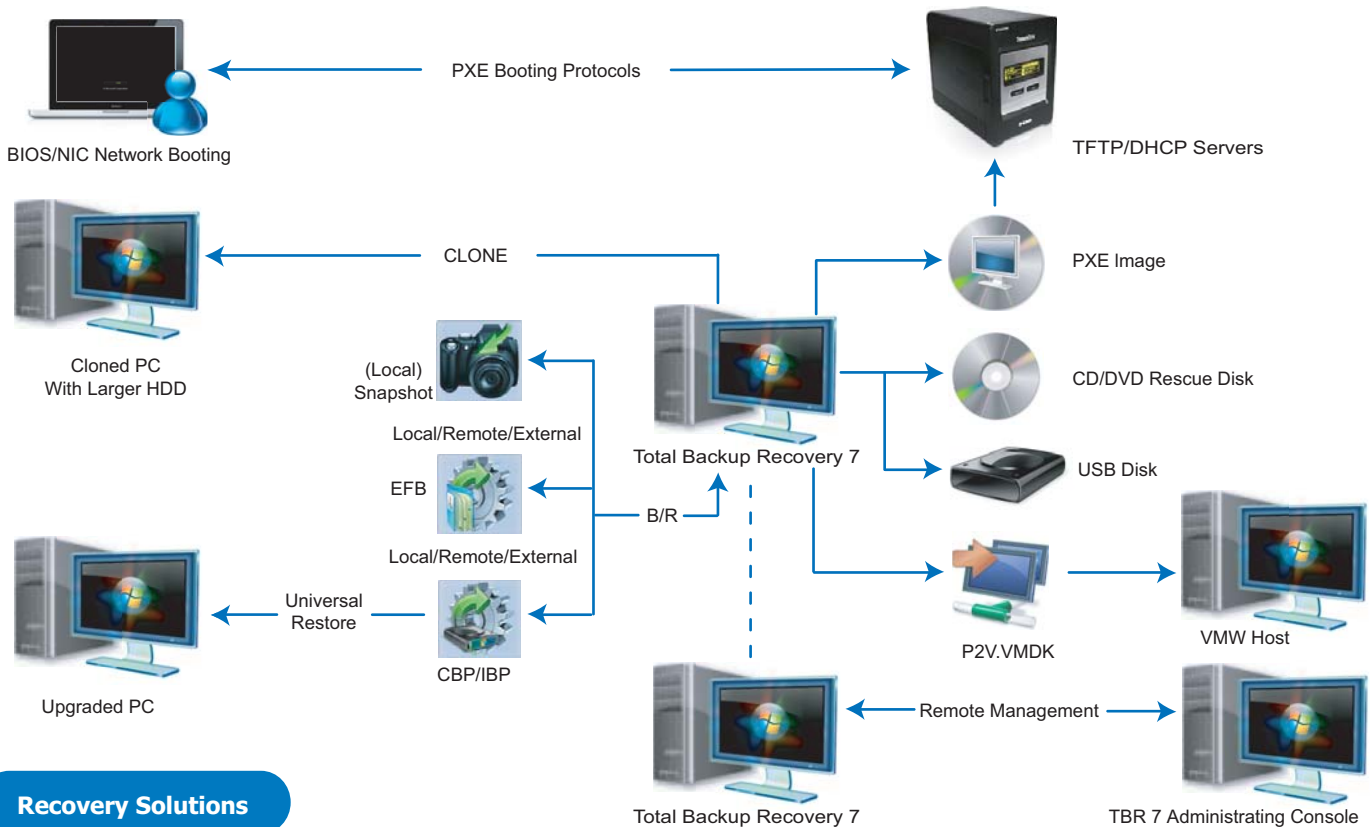 PXE Booting Protocols
BIOS/NIC Network Booting
TFTP/DHCP Servers
CLONE
PXE Image
Cloned PC
With Larger HDD
(Local)
Snapshot
CD/DVD Rescue Disk
Local/Remote/External
Total Backup Recovery 7
EFB
USB Disk
B/R
Local/Remote/External
Universal
Restore
CBP/IBP
P2V.VMDK
VMW Host
Upgraded PC
Remote Management
Recovery Solutions
Total Backup Recovery 7
TBR 7 Administrating Console